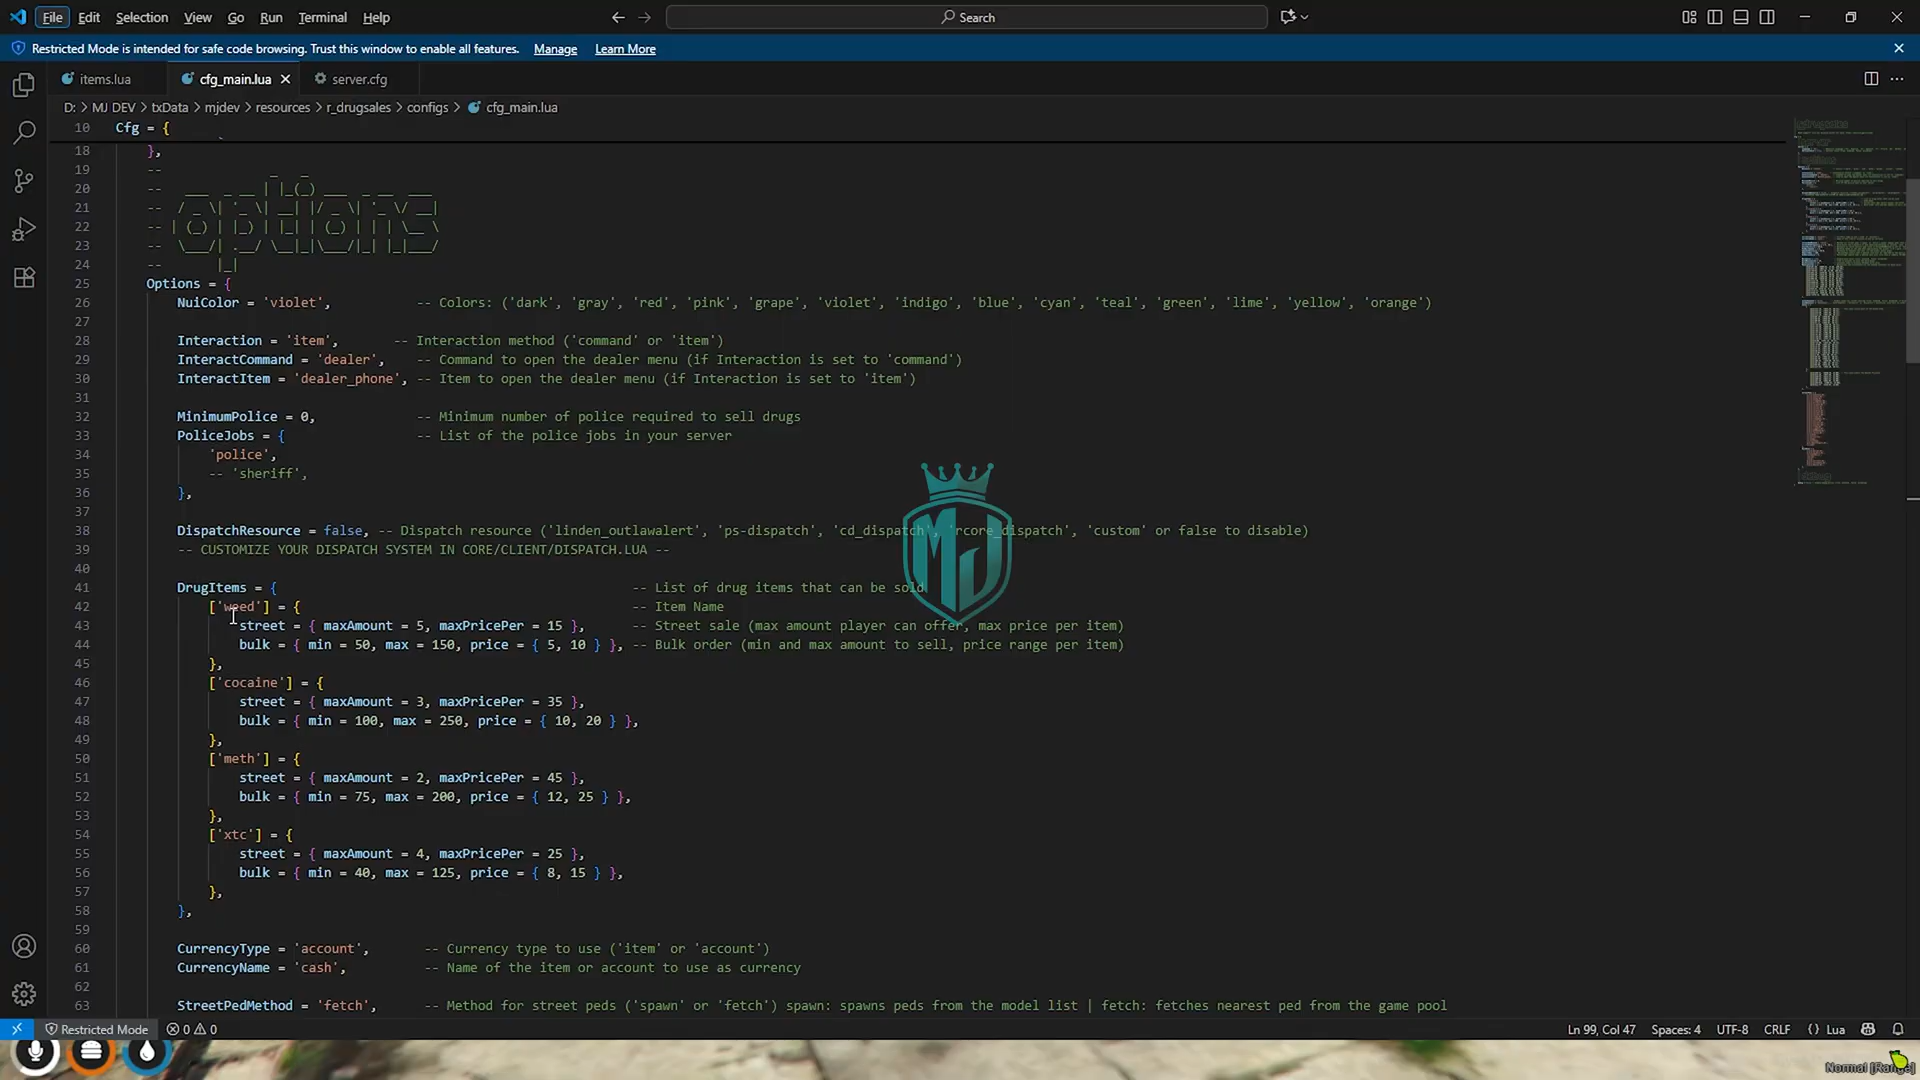 File Edit Selection View Go Run Terminal Help Search
Restricted Mode is intended for safe code browsing. Trust this window to enable all features. Manage Learn More
items.lua cfg_main.lua server.cfg
D: > MJ DEV > txData > mjdev > resources > r_drugsales > configs > cfg_main.lua
10 Cfg = {
18 },
19 --
20 --
21 --
22 --
23 --
24 --
options
25 Options = {
26 NuiColor = 'violet', -- Colors: ('dark', 'gray', 'red', 'pink', 'grape', 'violet', 'indigo', 'blue', 'cyan', 'teal', 'green', 'lime', 'yellow', 'orange')
27
28 Interaction = 'item', -- Interaction method ('command' or 'item')
29 InteractCommand = 'dealer', -- Command to open the dealer menu (if Interaction is set to 'command')
30 InteractItem = 'dealer_phone', -- Item to open the dealer menu (if Interaction is set to 'item')
31
32 MinimumPolice = 0, -- Minimum number of police required to sell drugs
33 PoliceJobs = { -- List of the police jobs in your server
34 'police',
35 -- 'sheriff',
36 },
37
38 DispatchResource = false, -- Dispatch resource ('linden_outlawalert', 'ps-dispatch', 'cd_dispatch', 'rcore_dispatch', 'custom' or false to disable)
39 -- CUSTOMIZE YOUR DISPATCH SYSTEM IN CORE/CLIENT/DISPATCH.LUA --
40
41 DrugItems = { -- List of drug items that can be sold
42 ['weed'] = { -- Item Name
43 street = { maxAmount = 5, maxPricePer = 15 }, -- Street sale (max amount player can offer, max price per item)
44 bulk = { min = 50, max = 150, price = { 5, 10 } }, -- Bulk order (min and max amount to sell, price range per item)
45 },
46 ['cocaine'] = {
47 street = { maxAmount = 3, maxPricePer = 35 },
48 bulk = { min = 100, max = 250, price = { 10, 20 } },
49 },
50 ['meth'] = {
51 street = { maxAmount = 2, maxPricePer = 45 },
52 bulk = { min = 75, max = 200, price = { 12, 25 } },
53 },
54 ['xtc'] = {
55 street = { maxAmount = 4, maxPricePer = 25 },
56 bulk = { min = 40, max = 125, price = { 8, 15 } },
57 },
58 },
59
60 CurrencyType = 'account', -- Currency type to use ('item' or 'account')
61 CurrencyName = 'cash', -- Name of the item or account to use as currency
62
63 StreetPedMethod = 'fetch', -- Method for street peds ('spawn' or 'fetch') spawn: spawns peds from the model list | fetch: fetches nearest ped from the game pool
MJ
Restricted Mode 0 0 Ln 99, Col 47 Spaces: 4 UTF-8 CRLF {} Lua
Normal [Range]